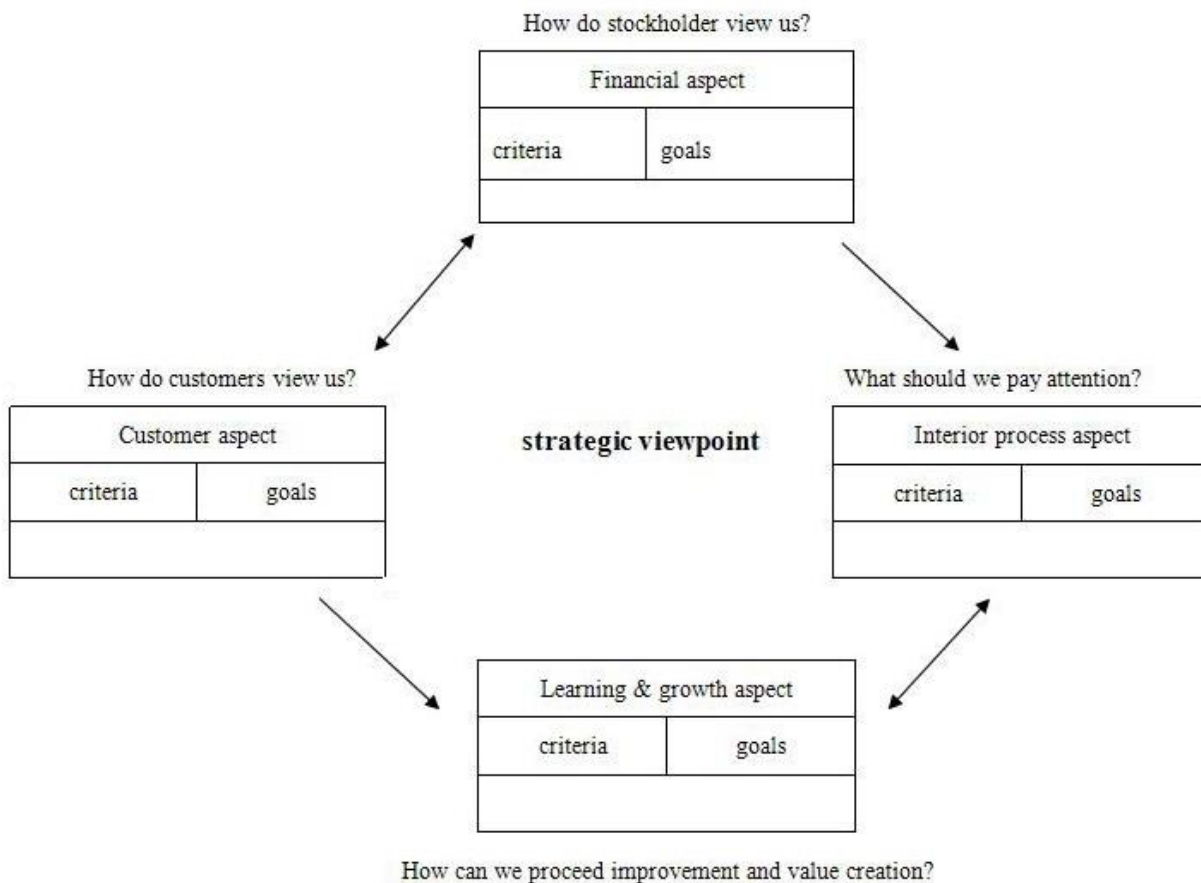 How do stockholder view us?
Financial aspect
criteria goals
How do customers view us?
Customer aspect
criteria goals
strategic viewpoint
What should we pay attention?
Interior process aspect
criteria goals
Learning & growth aspect
criteria goals
How can we proceed improvement and value creation?